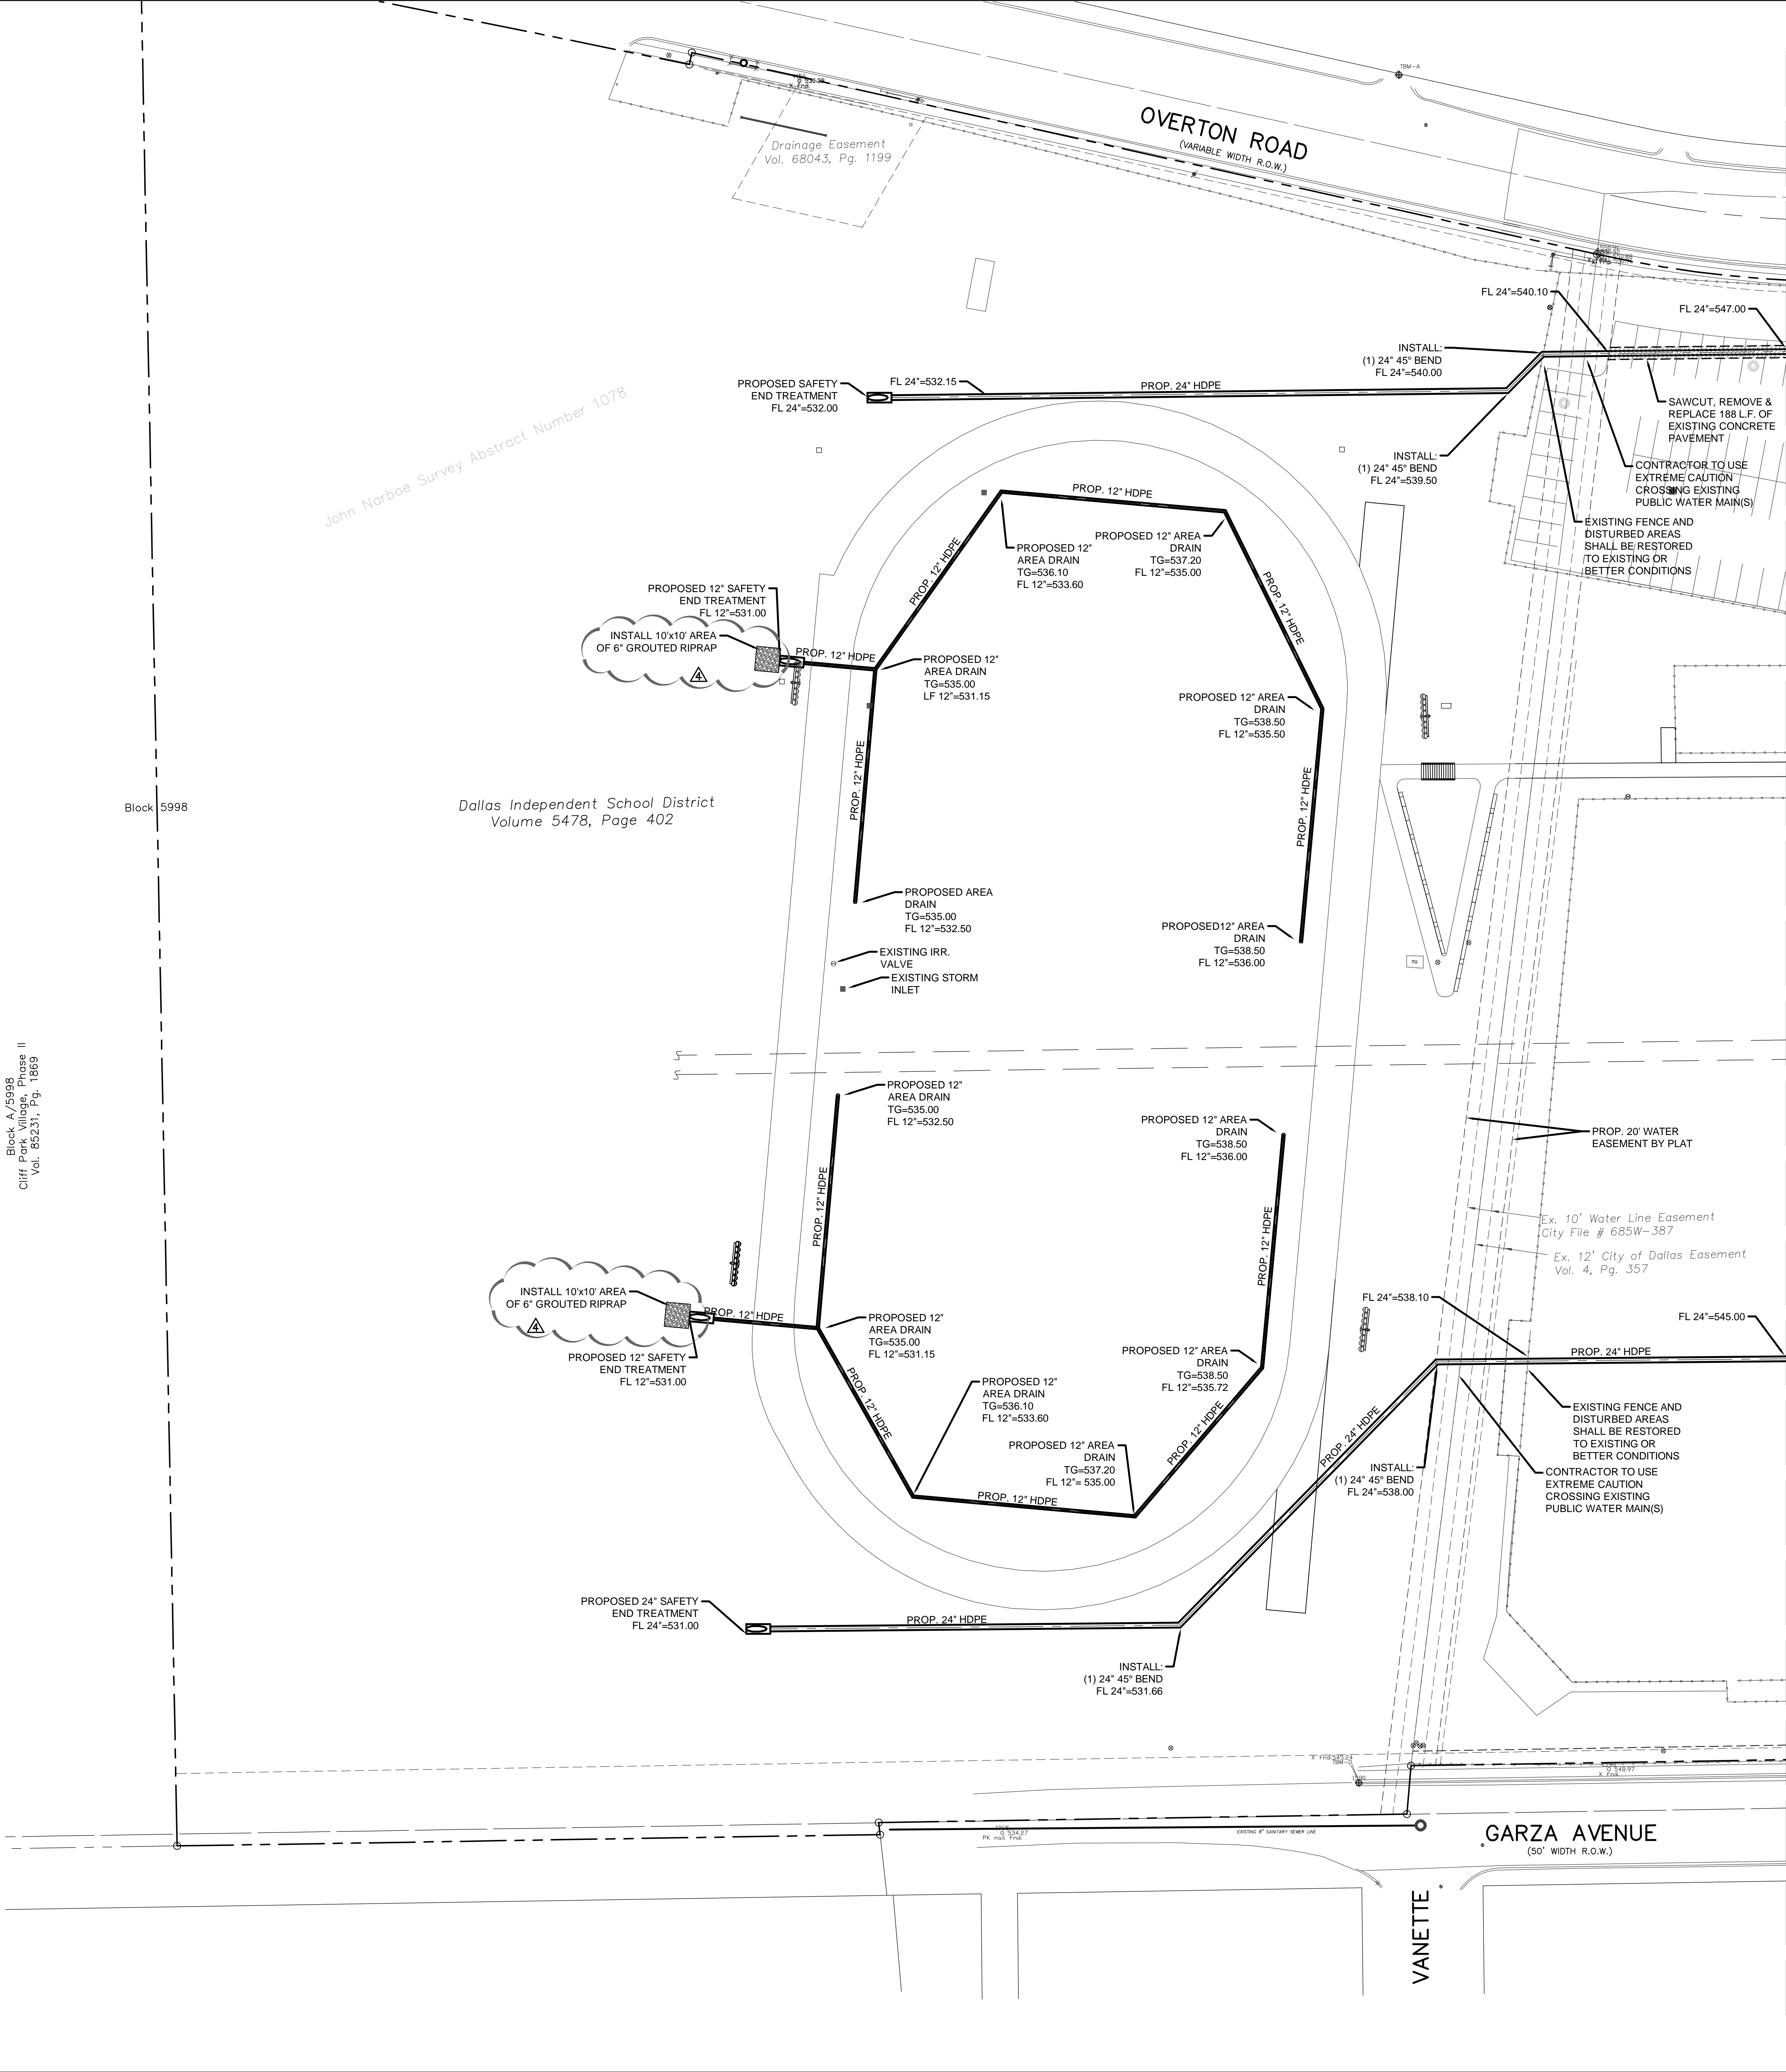 TBM-A
OVERTON ROAD
(VARIABLE WIDTH R.O.W.)
Drainage Easement
Vol. 68043, Pg. 1199
FL 24"=540.10
FL 24"=547.00
INSTALL:
(1) 24" 45° BEND
FL 24"=540.00
PROPOSED SAFETY
END TREATMENT
FL 24"=532.00
FL 24"=532.15
PROP. 24" HDPE
SAWCUT, REMOVE &
REPLACE 188 L.F. OF
EXISTING CONCRETE
PAVEMENT
INSTALL:
(1) 24" 45° BEND
FL 24"=539.50
CONTRACTOR TO USE
EXTREME CAUTION
CROSSING EXISTING
PUBLIC WATER MAIN(S)
EXISTING FENCE AND
DISTURBED AREAS
SHALL BE RESTORED
TO EXISTING OR
BETTER CONDITIONS
John Narboe Survey Abstract Number 1078
PROP. 12" HDPE
PROP. 12" HDPE
PROPOSED 12"
AREA DRAIN
TG=536.10
FL 12"=533.60
PROPOSED 12" AREA
DRAIN
TG=537.20
FL 12"=535.00
PROP. 12" HDPE
PROPOSED 12" SAFETY
END TREATMENT
FL 12"=531.00
INSTALL 10'x10' AREA
OF 6" GROUTED RIPRAP
4
PROP. 12" HDPE
PROPOSED 12"
AREA DRAIN
TG=535.00
LF 12"=531.15
PROPOSED 12" AREA
DRAIN
TG=538.50
FL 12"=535.50
PROP. 12" HDPE
PROP. 12" HDPE
Block 5998
Dallas Independent School District
Volume 5478, Page 402
PROPOSED AREA
DRAIN
TG=535.00
FL 12"=532.50
PROPOSED12" AREA
DRAIN
TG=538.50
FL 12"=536.00
EXISTING IRR.
VALVE
EXISTING STORM
INLET
Block A/5998
Cliff Park Village, Phase II
Vol. 85231, Pg. 1869
PROPOSED 12"
AREA DRAIN
TG=535.00
FL 12"=532.50
PROPOSED 12" AREA
DRAIN
TG=538.50
FL 12"=536.00
PROP. 20' WATER
EASEMENT BY PLAT
PROP. 12" HDPE
PROP. 12" HDPE
Ex. 10' Water Line Easement
City File # 685W-387
Ex. 12' City of Dallas Easement
Vol. 4, Pg. 357
INSTALL 10'x10' AREA
OF 6" GROUTED RIPRAP
4
PROP. 12" HDPE
PROPOSED 12" SAFETY
END TREATMENT
FL 12"=531.00
PROPOSED 12"
AREA DRAIN
TG=535.00
FL 12"=531.15
FL 24"=538.10
FL 24"=545.00
PROP. 24" HDPE
PROPOSED 12" AREA
DRAIN
TG=538.50
FL 12"=535.72
PROP. 12" HDPE
PROPOSED 12"
AREA DRAIN
TG=536.10
FL 12"=533.60
PROPOSED 12" AREA
DRAIN
TG=537.20
FL 12"= 535.00
PROP. 12" HDPE
PROP. 12" HDPE
PROP. 24" HDPE
INSTALL:
(1) 24" 45° BEND
FL 24"=538.00
EXISTING FENCE AND
DISTURBED AREAS
SHALL BE RESTORED
TO EXISTING OR
BETTER CONDITIONS
CONTRACTOR TO USE
EXTREME CAUTION
CROSSING EXISTING
PUBLIC WATER MAIN(S)
PROPOSED 24" SAFETY
END TREATMENT
FL 24"=531.00
PROP. 24" HDPE
INSTALL:
(1) 24" 45° BEND
FL 24"=531.66
X fnd 545.24
TBM-D
548.97
X fnd.
534.27
PK nail fnd.
EXISTING 8" SANITARY SEWER LINE
GARZA AVENUE
(50' WIDTH R.O.W.)
VANETTE